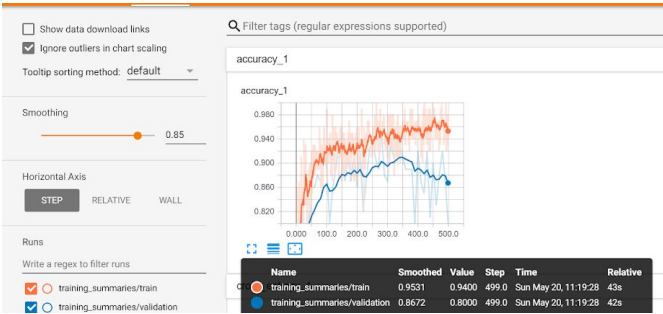 Show data download links
Ignore outliers in chart scaling
Tooltip sorting method: default
Smoothing
0.85
Horizontal Axis
STEP RELATIVE WALL
Runs
Write a regex to filter runs
training_summaries/train
training_summaries/validation
Filter tags (regular expressions supported)
accuracy_1
accuracy_1
0.980
0.940
0.900
0.860
0.820
0.000 100.0 200.0 300.0 400.0 500.0
Name Smoothed Value Step Time Relative
training_summaries/train 0.9531 0.9400 499.0 Sun May 20, 11:19:28 43s
training_summaries/validation 0.8672 0.8000 499.0 Sun May 20, 11:19:28 42s